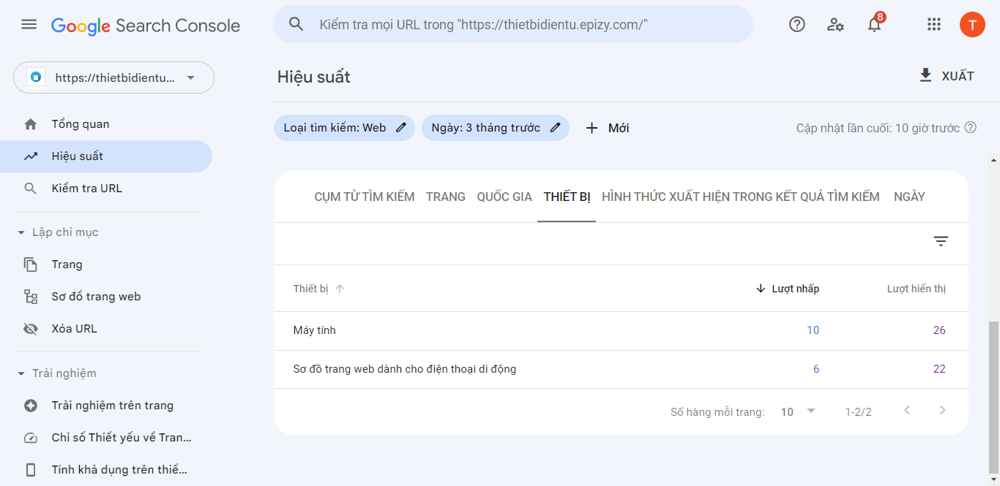 Google Search Console
Kiểm tra mọi URL trong "https://thietbidientu.epizy.com/"
8
T
https://thietbidientu...
Hiệu suất
XUẤT
Tổng quan
Hiệu suất
Kiểm tra URL
Lập chỉ mục
Trang
Sơ đồ trang web
Xóa URL
Trải nghiệm
Trải nghiệm trên trang
Chỉ số Thiết yếu về Tran...
Tính khả dụng trên thiế...
Loại tìm kiếm: Web
Ngày: 3 tháng trước
Mới
Cập nhật lần cuối: 10 giờ trước
CỤM TỪ TÌM KIẾM TRANG QUỐC GIA THIẾT BỊ HÌNH THỨC XUẤT HIỆN TRONG KẾT QUẢ TÌM KIẾM NGÀY
Thiết bị Lượt nhấp Lượt hiển thị
Máy tính 10 26
Sơ đồ trang web dành cho điện thoại di động 6 22
Số hàng mỗi trang: 10 1-2/2